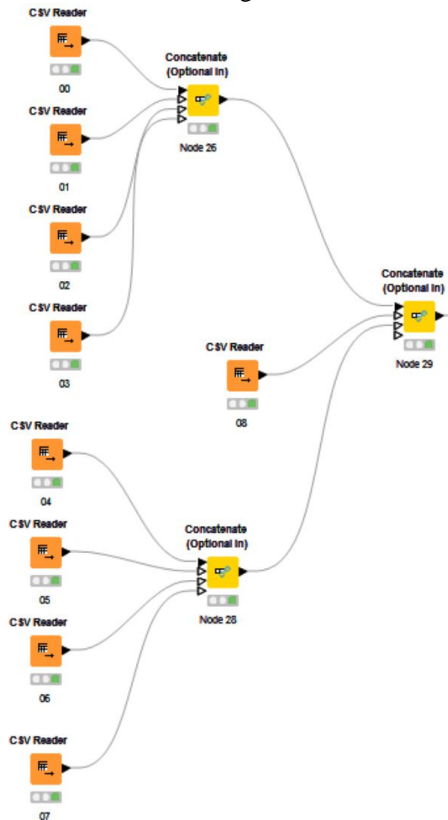 CSV Reader
00
Concatenate
(Optional in)
Node 26
CSV Reader
01
CSV Reader
02
CSV Reader
03
Concatenate
(Optional in)
Node 29
CSV Reader
08
CSV Reader
04
CSV Reader
05
Concatenate
(Optional in)
Node 28
CSV Reader
06
CSV Reader
07